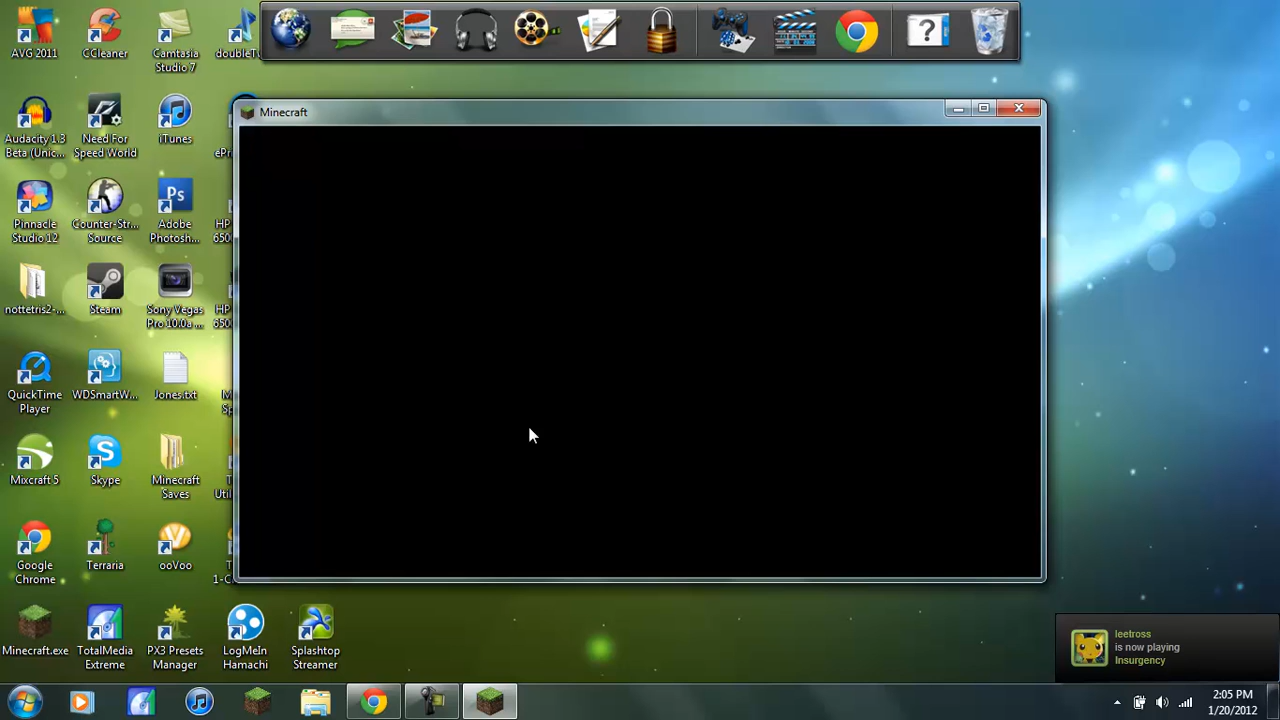 AVG 2011
CCleaner
Camtasia
Studio 7
Minecraft
Audacity 1.3
Beta (Unic...
Need For
Speed World
iTunes
Pinnacle
Studio 12
Counter-Str...
Source
Adobe
Photosh...
HP
nottetris2-...
Steam
Sony Vegas
Pro 10.0a ...
HP
QuickTime
Player
WDSmartW...
Jones.txt
Mixcraft 5
Skype
Minecraft
Saves
Google
Chrome
Terraria
ooVoo
Minecraft.exe
TotalMedia
Extreme
PX3 Presets
Manager
LogMeIn
Hamachi
Splashtop
Streamer
leetross
is now playing
Insurgency
2:05 PM
1/20/2012